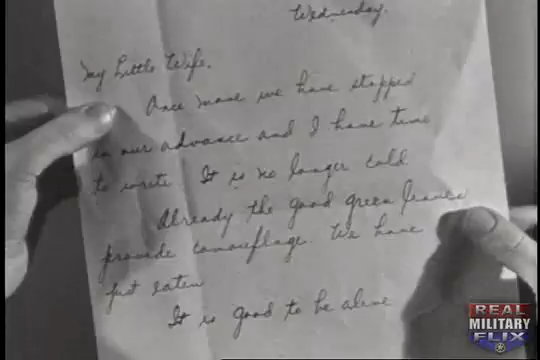 Wednesday.
My Little Wife.
Once more we have stopped
in our advance and I have time
to write. It is no longer cold
Already the good green leaves
provide camouflage. We have
just eaten
It is good to be alive
REAL
MILITARY
FLIX